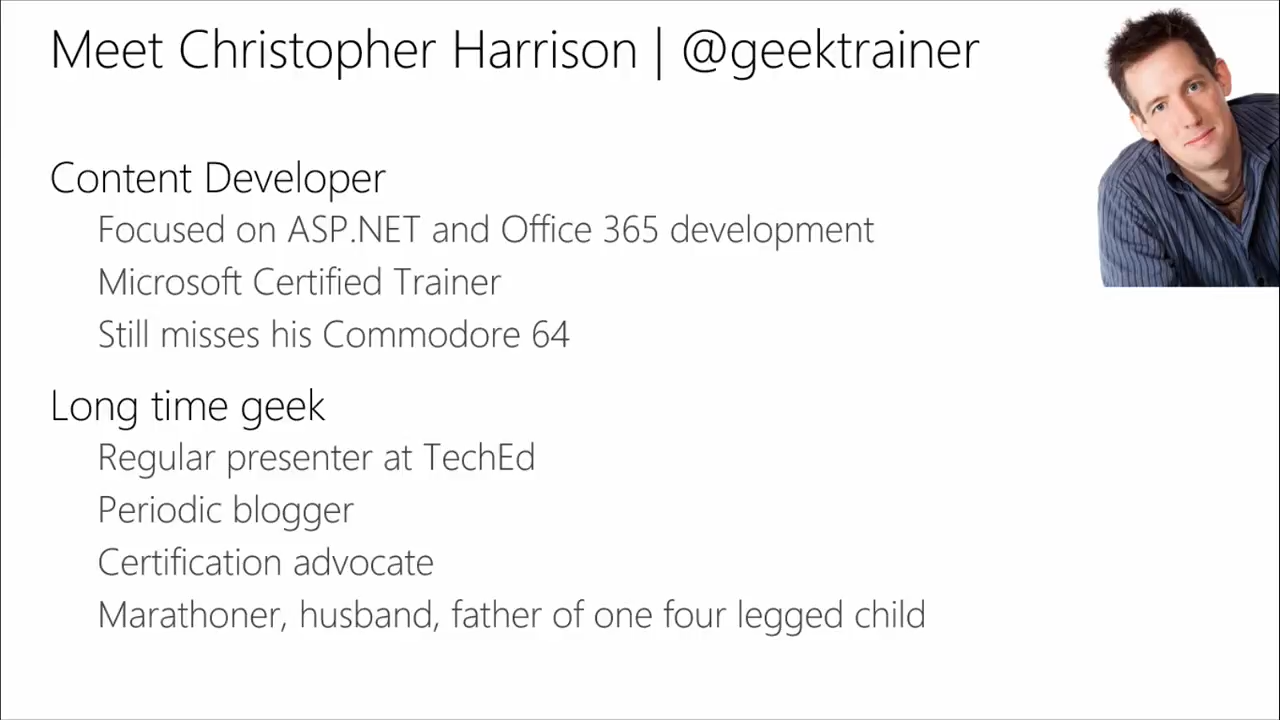 Meet Christopher Harrison | @geektrainer
Content Developer
Focused on ASP.NET and Office 365 development
Microsoft Certified Trainer
Still misses his Commodore 64
Long time geek
Regular presenter at TechEd
Periodic blogger
Certification advocate
Marathoner, husband, father of one four legged child